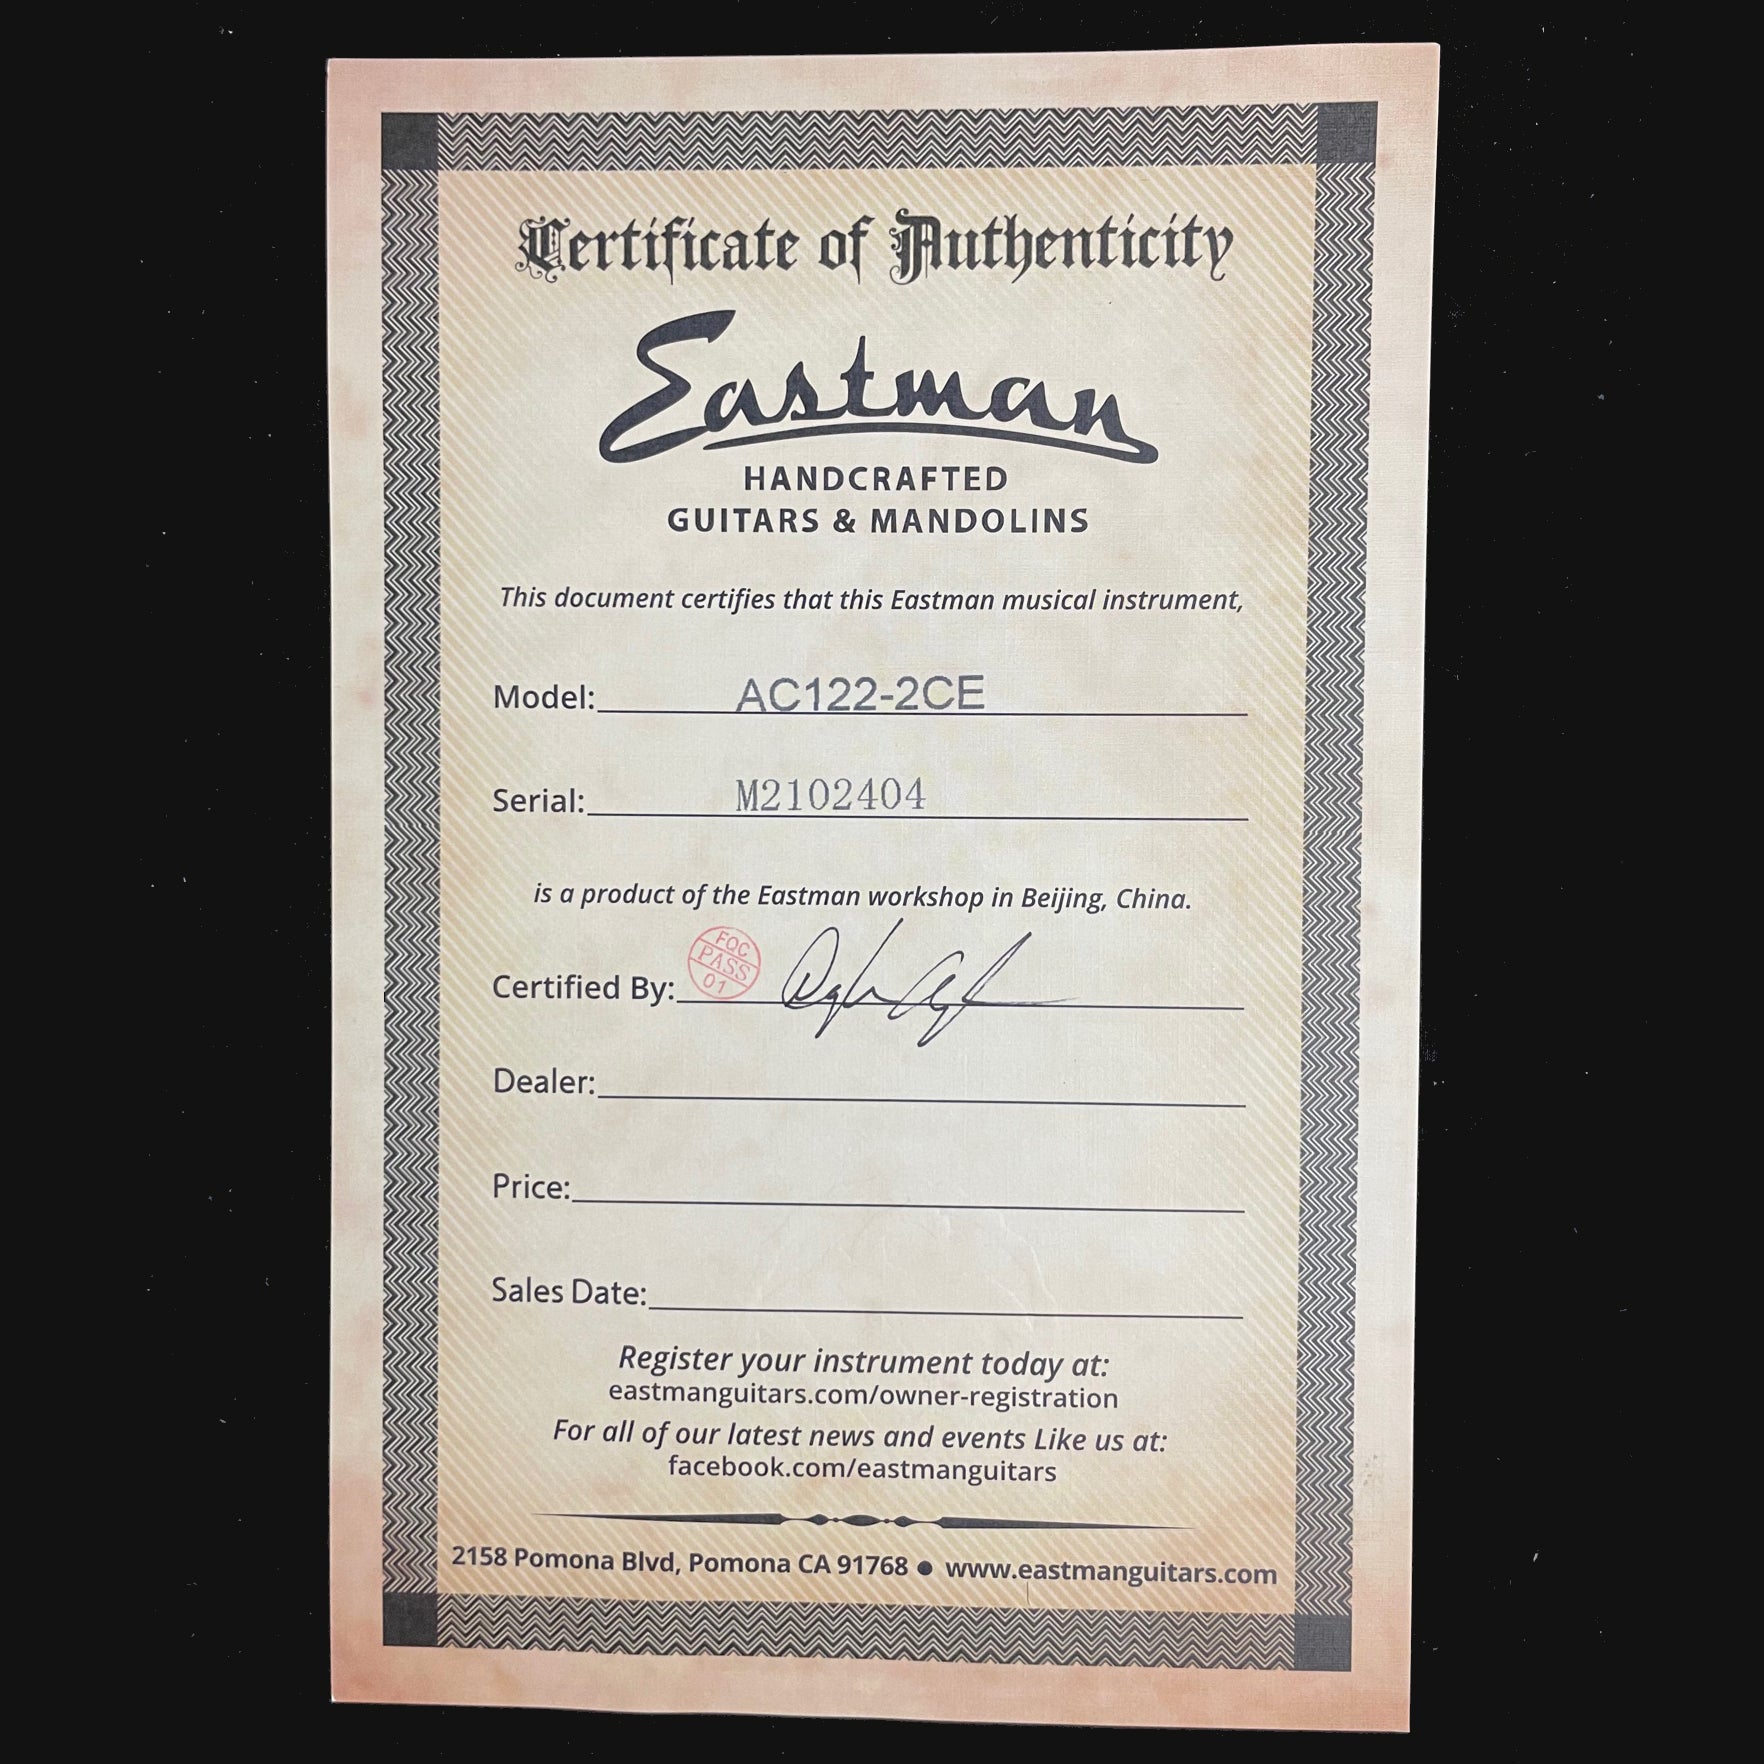 Certificate of Authenticity
Eastman
HANDCRAFTED
GUITARS & MANDOLINS
This document certifies that this Eastman musical instrument,
Model: AC122-2CE
Serial: M2102404
is a product of the Eastman workshop in Beijing, China.
FQC
PASS
01
Certified By:
Dealer:
Price:
Sales Date:
Register your instrument today at:
eastmanguitars.com/owner-registration
For all of our latest news and events Like us at:
facebook.com/eastmanguitars
2158 Pomona Blvd, Pomona CA 91768 ● www.eastmanguitars.com